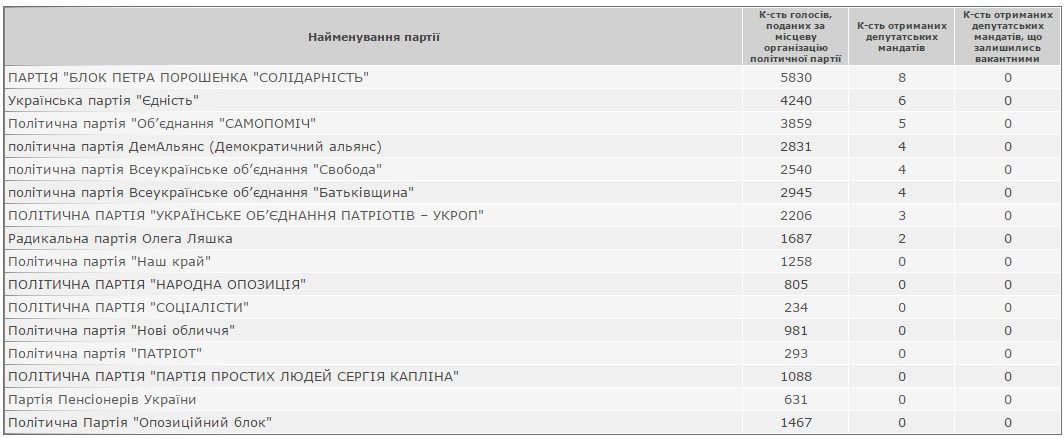 Найменування партії
К-сть голосів, поданих за місцеву організацію політичної партії
К-сть отриманих депутатських мандатів
К-сть отриманих депутатських мандатів, що залишились вакантними
ПАРТІЯ "БЛОК ПЕТРА ПОРОШЕНКА "СОЛІДАРНІСТЬ" 5830 8 0
Українська партія "Єдність" 4240 6 0
Політична партія "Об’єднання "САМОПОМІЧ" 3859 5 0
політична партія ДемАльянс (Демократичний альянс) 2831 4 0
політична партія Всеукраїнське об’єднання "Свобода" 2540 4 0
політична партія Всеукраїнське об’єднання "Батьківщина" 2945 4 0
ПОЛІТИЧНА ПАРТІЯ "УКРАЇНСЬКЕ ОБ’ЄДНАННЯ ПАТРІОТІВ – УКРОП" 2206 3 0
Радикальна партія Олега Ляшка 1687 2 0
Політична партія "Наш край" 1258 0 0
ПОЛІТИЧНА ПАРТІЯ "НАРОДНА ОПОЗИЦІЯ" 805 0 0
ПОЛІТИЧНА ПАРТІЯ "СОЦІАЛІСТИ" 234 0 0
Політична партія "Нові обличчя" 981 0 0
Політична партія "ПАТРІОТ" 293 0 0
ПОЛІТИЧНА ПАРТІЯ "ПАРТІЯ ПРОСТИХ ЛЮДЕЙ СЕРГІЯ КАПЛІНА" 1088 0 0
Партія Пенсіонерів України 631 0 0
Політична Партія "Опозиційний блок" 1467 0 0